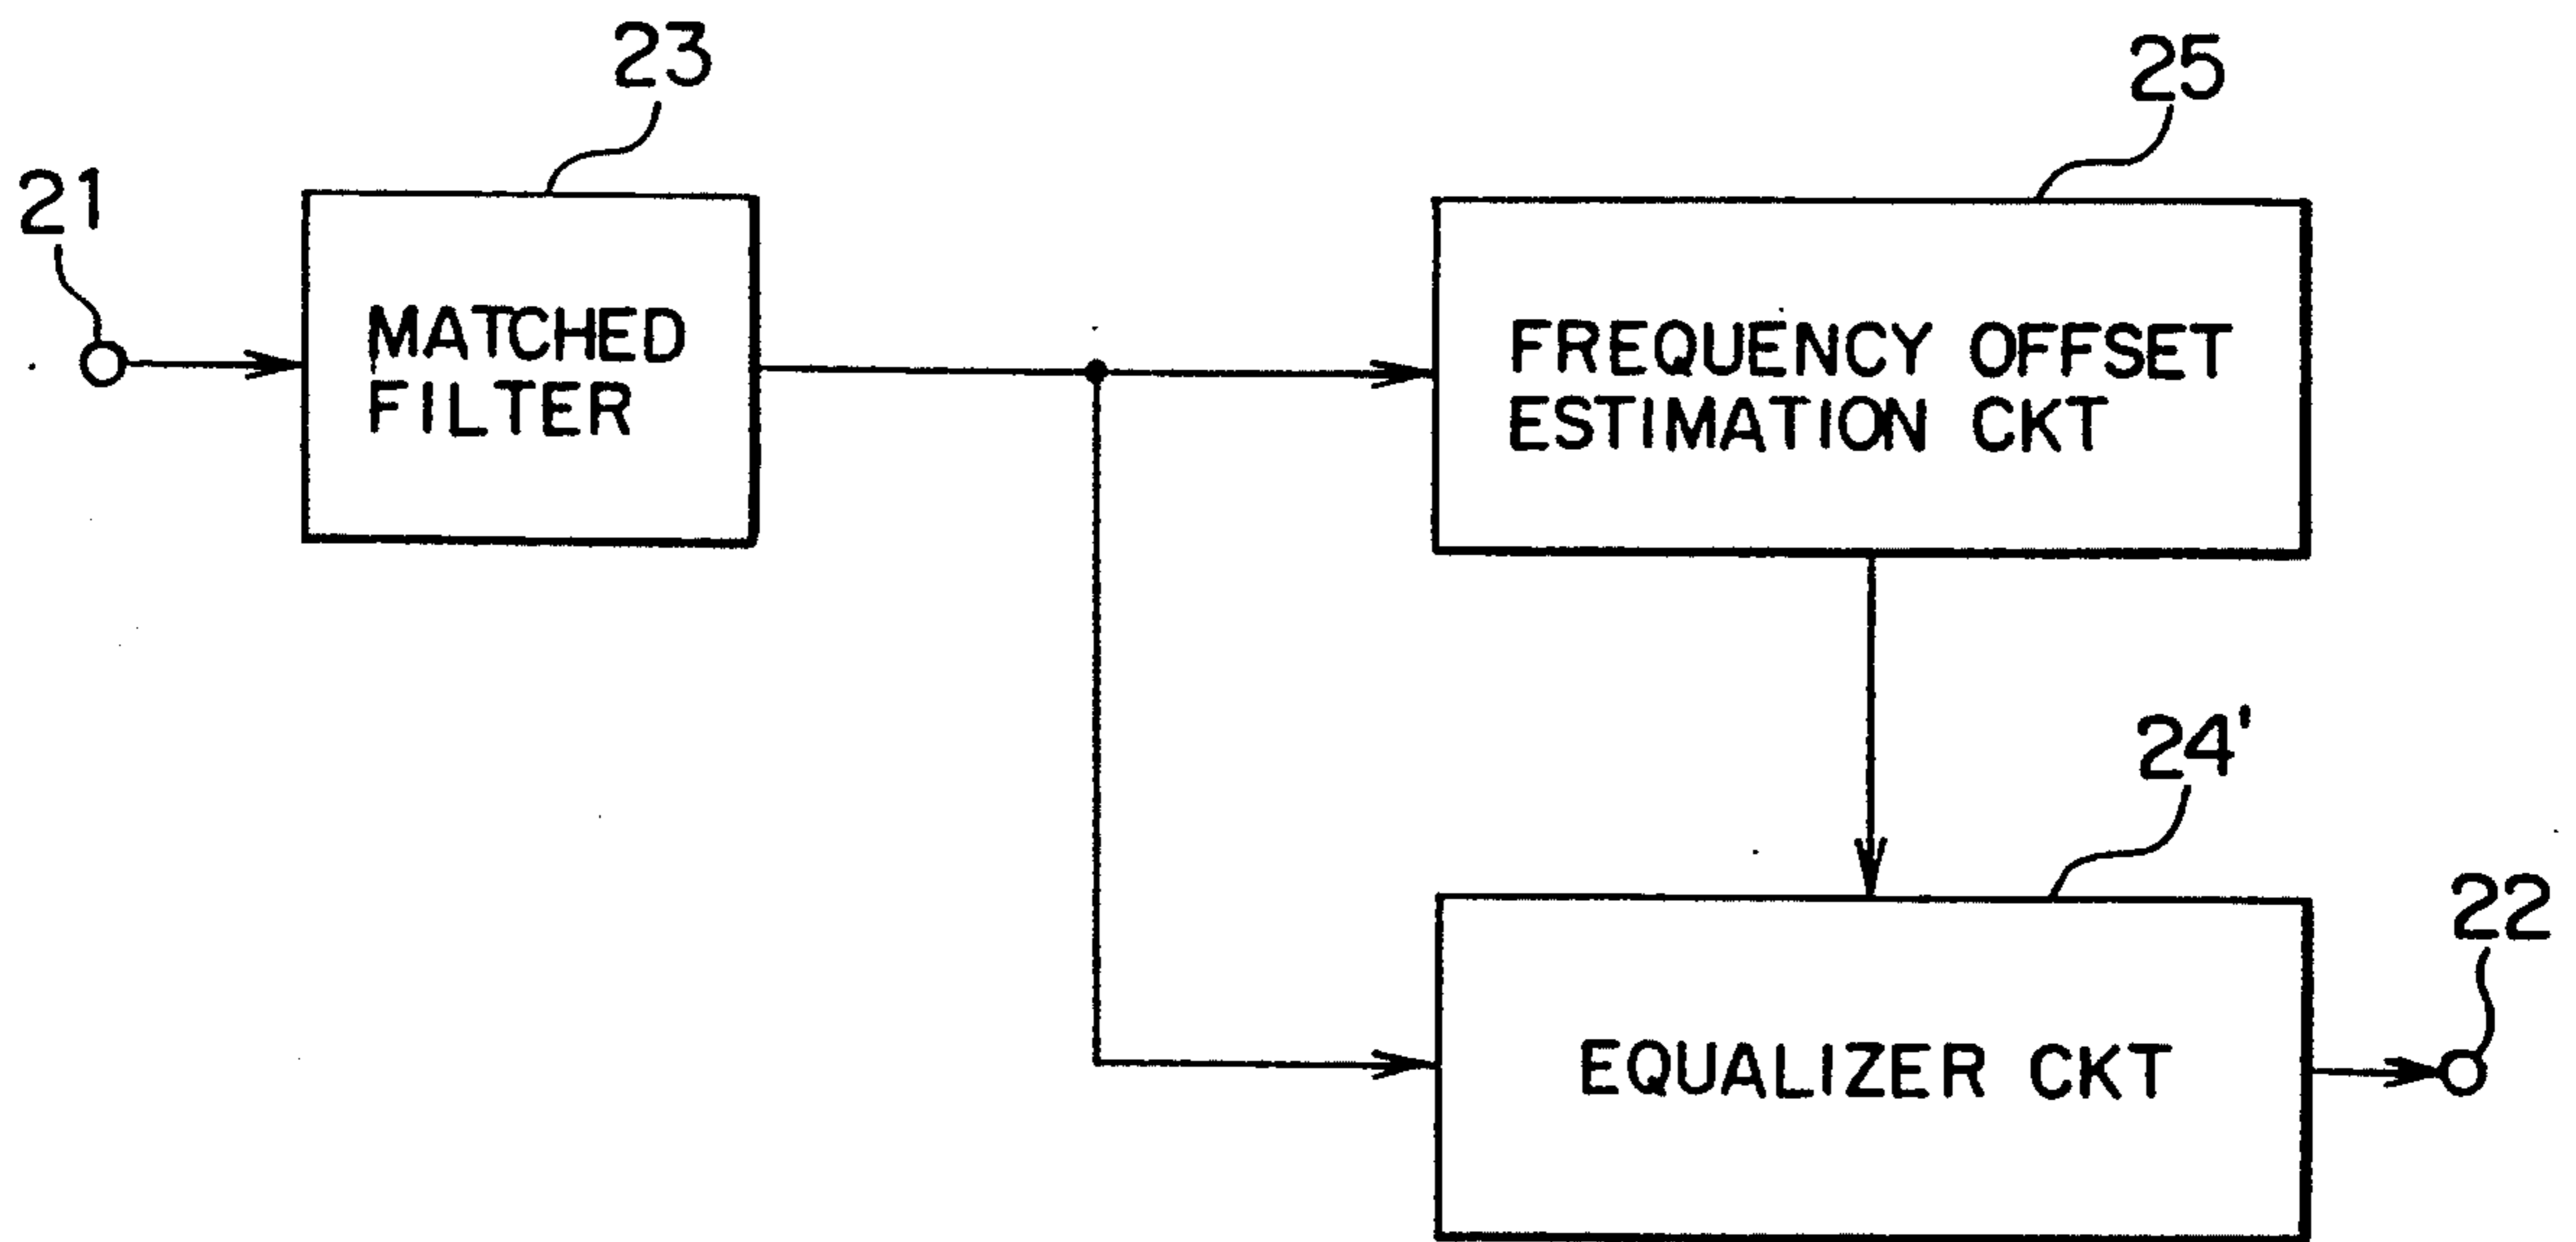 23
25
21
MATCHED
FILTER
FREQUENCY OFFSET
ESTIMATION CKT
24'
22
EQUALIZER CKT